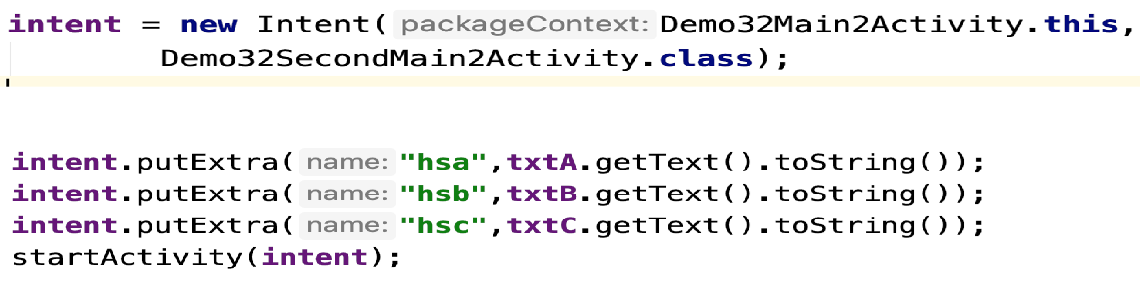 intent = new Intent( packageContext: Demo32Main2Activity.this,
Demo32SecondMain2Activity.class);
intent.putExtra( name: "hsa",txtA.getText().toString());
intent.putExtra( name: "hsb",txtB.getText().toString());
intent.putExtra( name: "hsc",txtC.getText().toString());
startActivity(intent);